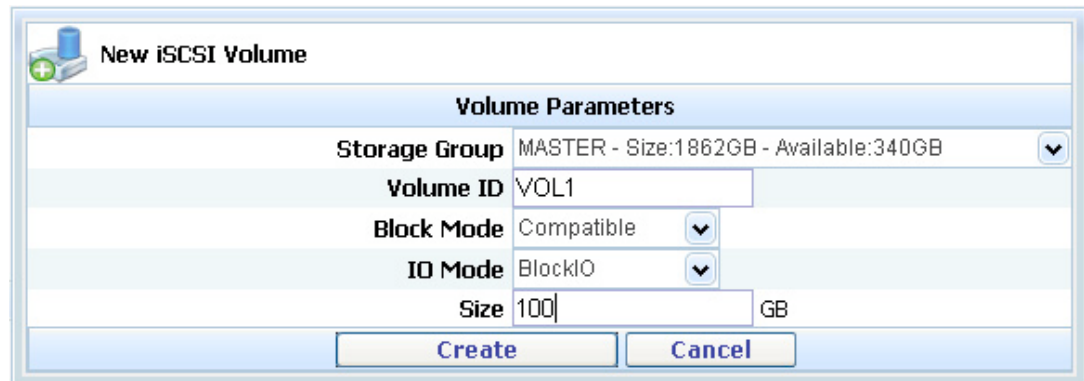 New iSCSI Volume
Volume Parameters
Storage Group MASTER - Size:1862GB - Available:340GB
Volume ID VOL1
Block Mode Compatible
IO Mode BlockIO
Size 100 GB
Create Cancel